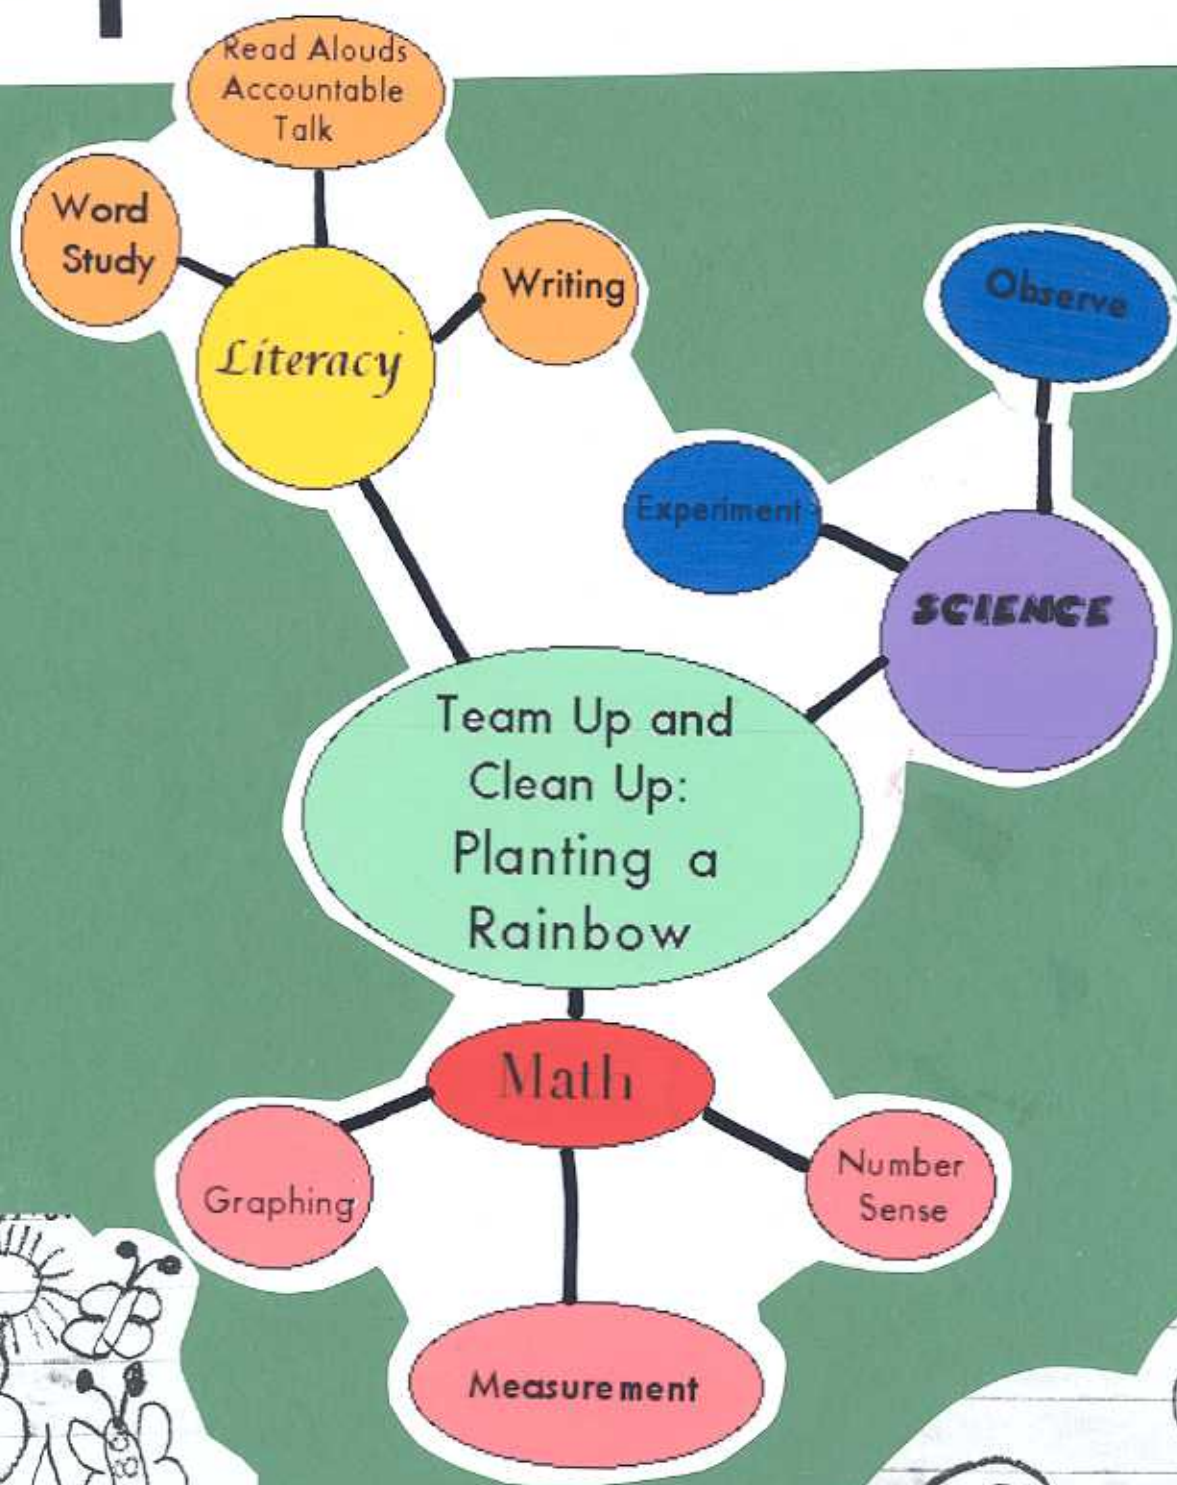 Read Alouds
Accountable
Talk
Word
Study
Writing
Literacy
Observe
Experiment
SCIENCE
Team Up and
Clean Up:
Planting a
Rainbow
Math
Graphing
Number
Sense
Measurement